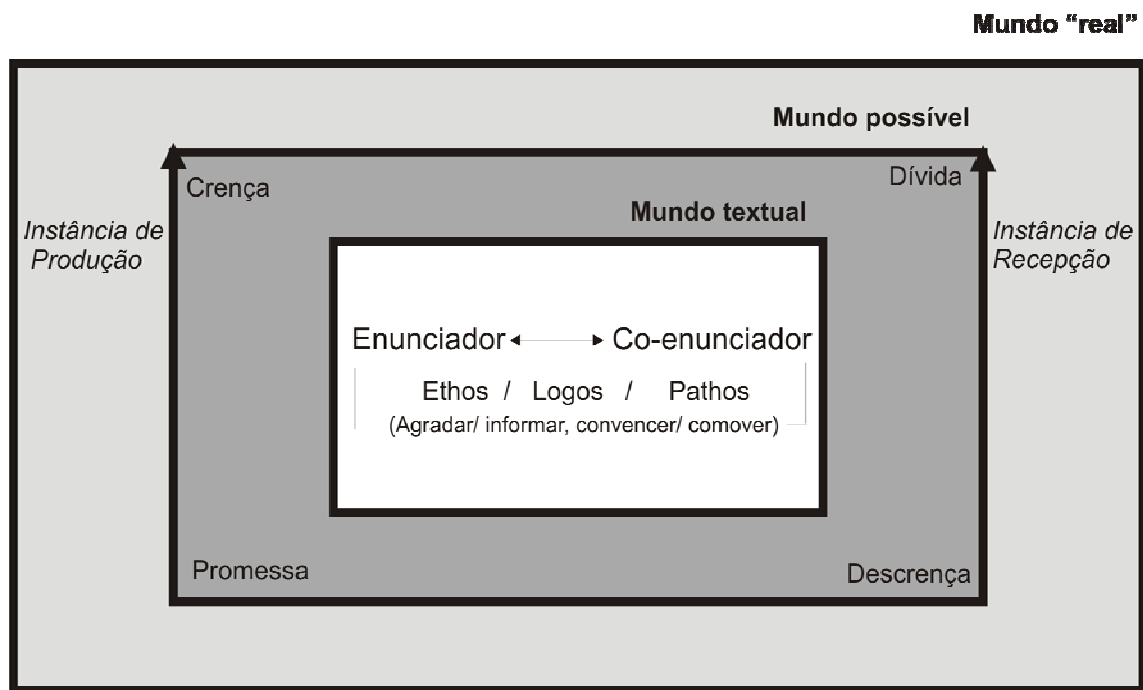 Mundo “real”
Mundo possível
Crença
Dívida
Mundo textual
Instância de
Produção
Instância de
Recepção
Enunciador
Co-enunciador
Ethos / Logos / Pathos
(Agradar/ informar, convencer/ comover)
Promessa
Descrença